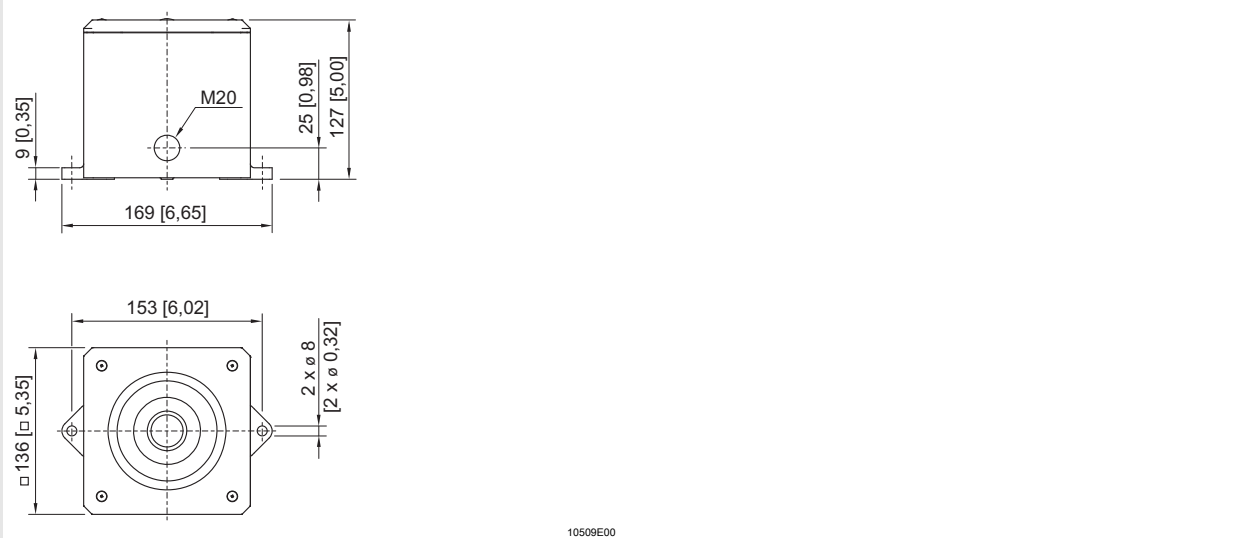 M20
9 [0,35]
25 [0,98]
127 [5,00]
169 [6,65]
153 [6,02]
2 x ø 8
[2 x ø 0,32]
□ 136 [□ 5,35]
10509E00